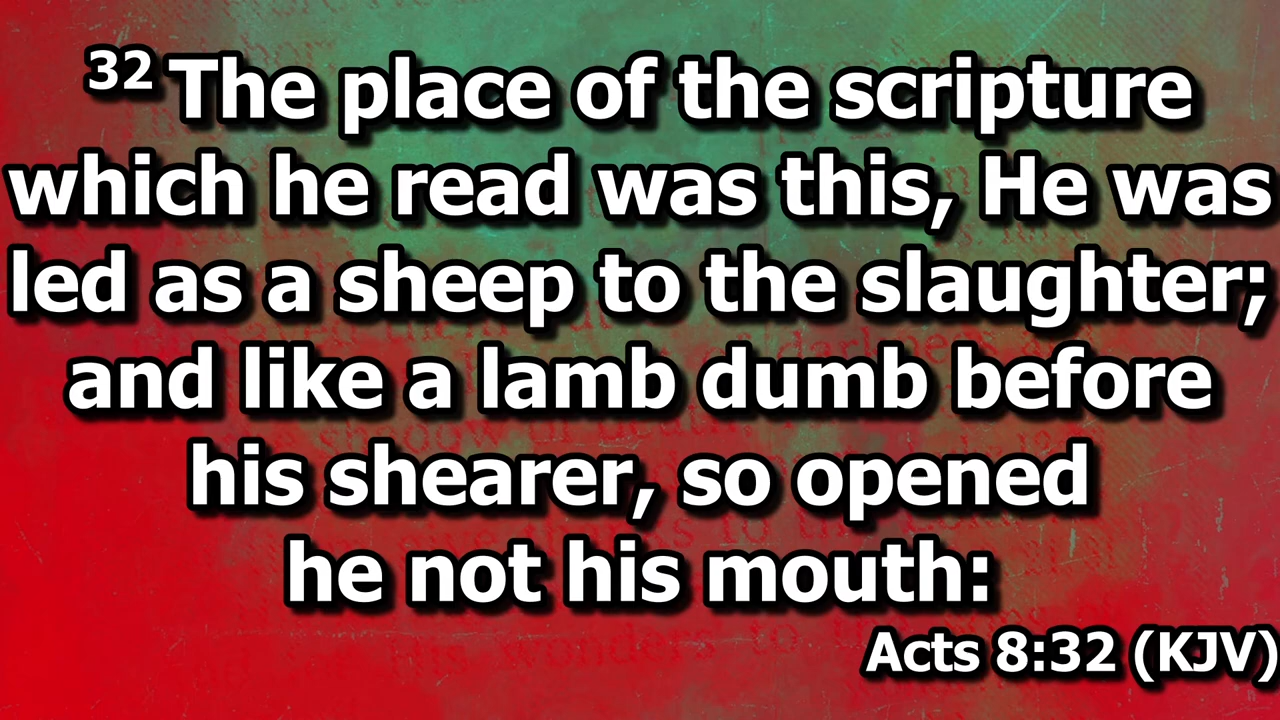 32 The place of the scripture
which he read was this, He was
led as a sheep to the slaughter;
and like a lamb dumb before
his shearer, so opened
he not his mouth:
Acts 8:32 (KJV)